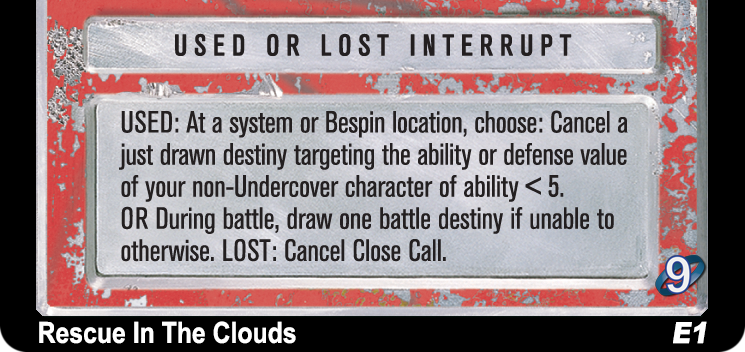 USED OR LOST INTERRUPT
USED: At a system or Bespin location, choose: Cancel a
just drawn destiny targeting the ability or defense value
of your non-Undercover character of ability < 5.
OR During battle, draw one battle destiny if unable to
otherwise. LOST: Cancel Close Call.
9
Rescue In The Clouds
E1